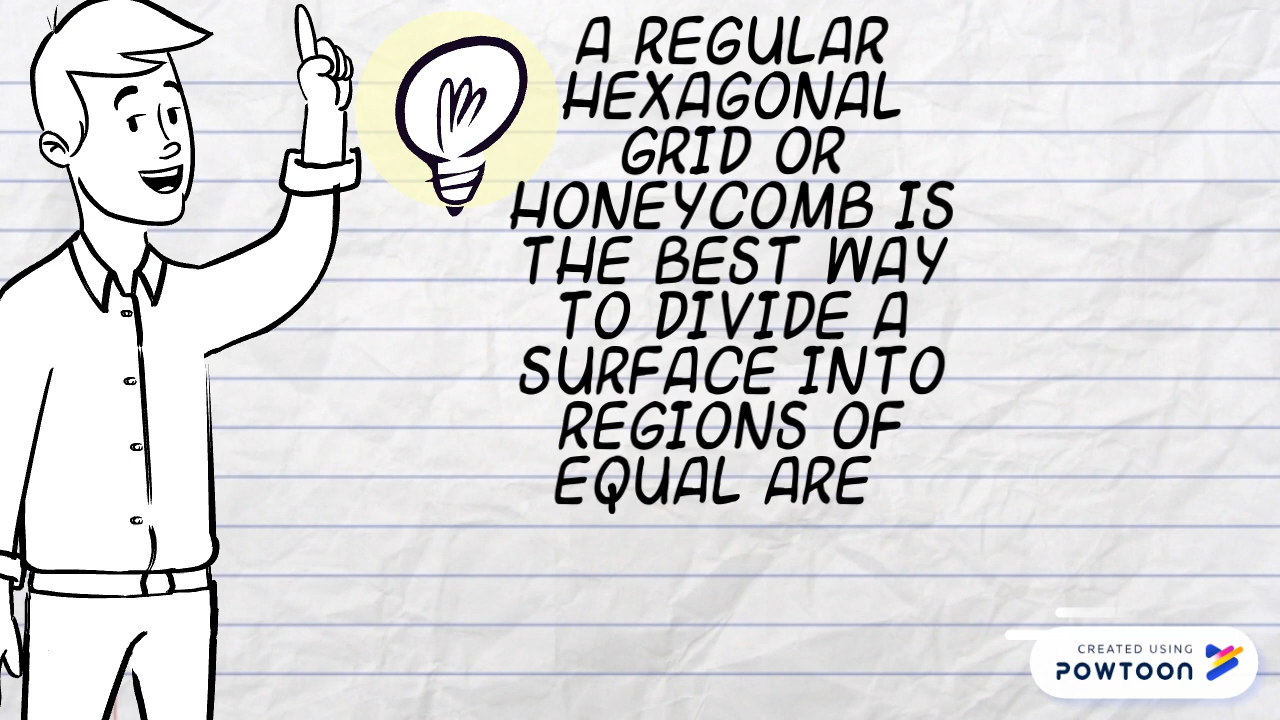 A REGULAR
HEXAGONAL
GRID OR
HONEYCOMB IS
THE BEST WAY
TO DIVIDE A
SURFACE INTO
REGIONS OF
EQUAL ARE
CREATED USING
POWTOON